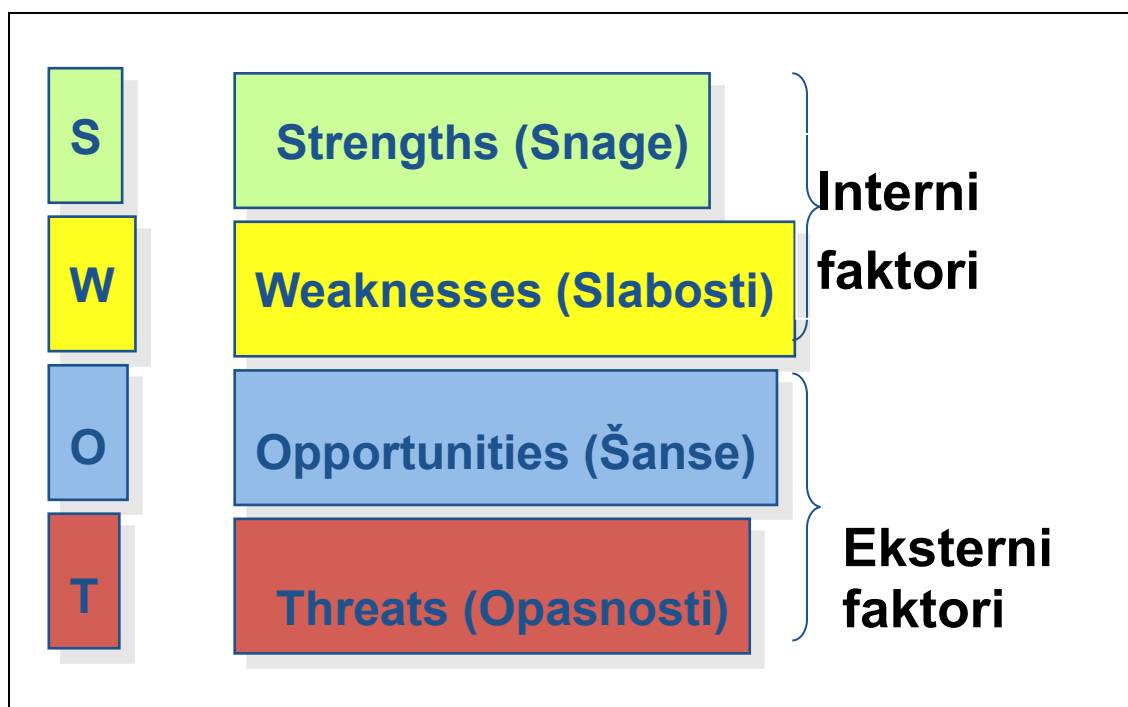 S
Strengths (Snage)
W
Weaknesses (Slabosti)
Interni
faktori
O
Opportunities (Šanse)
T
Threats (Opasnosti)
Eksterni
faktori